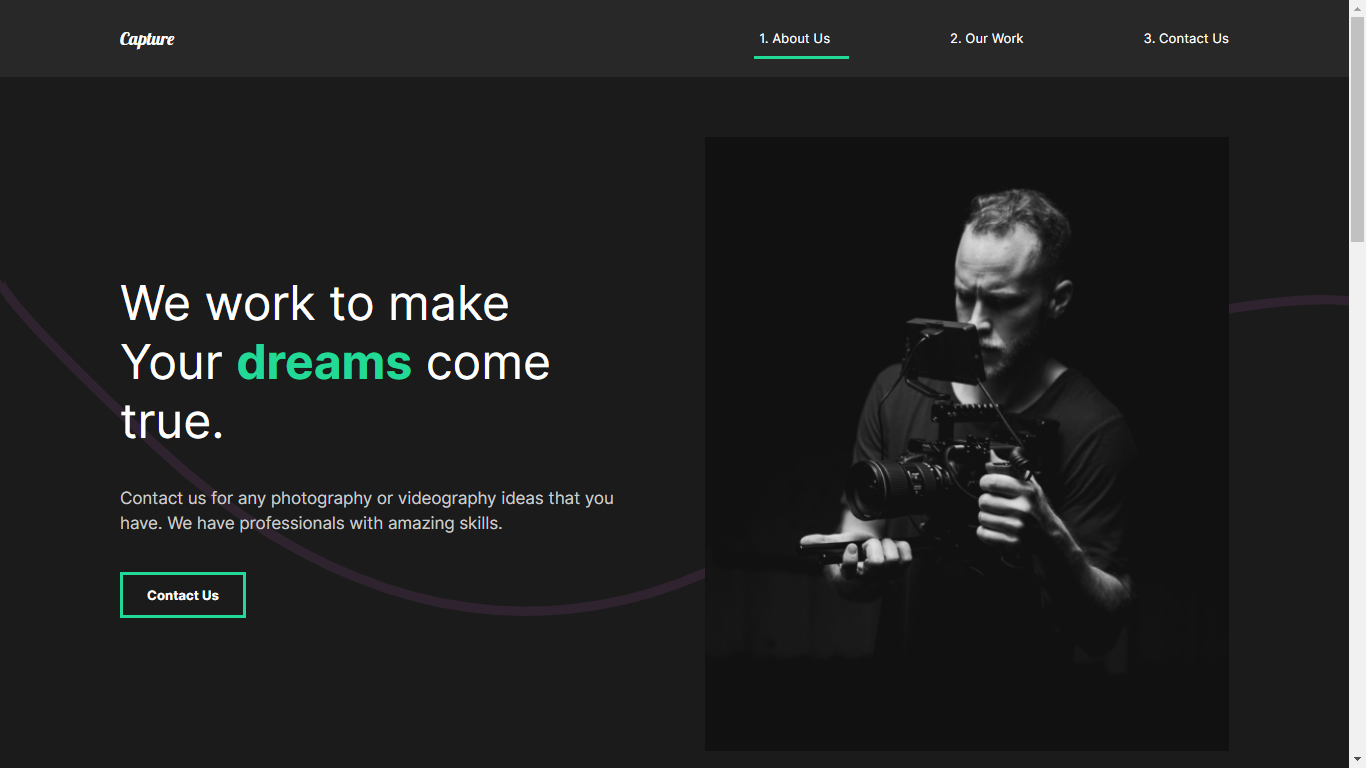 Capture
1. About Us
2. Our Work
3. Contact Us
We work to make
Your dreams come
true.
Contact us for any photography or videography ideas that you
have. We have professionals with amazing skills.
Contact Us